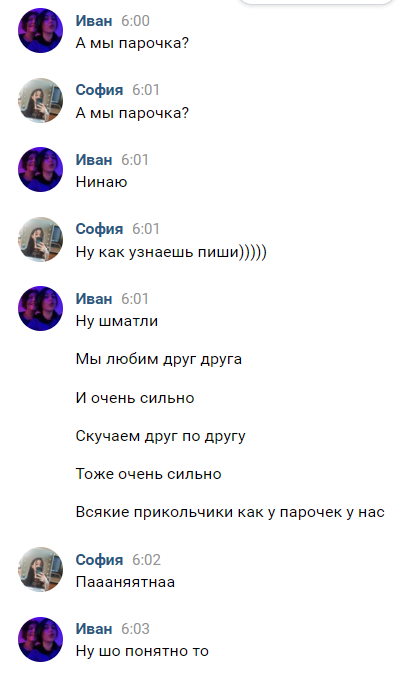 Иван 6:00
А мы парочка?
София 6:01
А мы парочка?
Иван 6:01
Нинаю
София 6:01
Ну как узнаешь пиши)))))
Иван 6:01
Ну шматли
Мы любим друг друга
И очень сильно
Скучаем друг по другу
Тоже очень сильно
Всякие прикольчики как у парочек у нас
София 6:02
Паааняятнаа
Иван 6:03
Ну шо понятно то